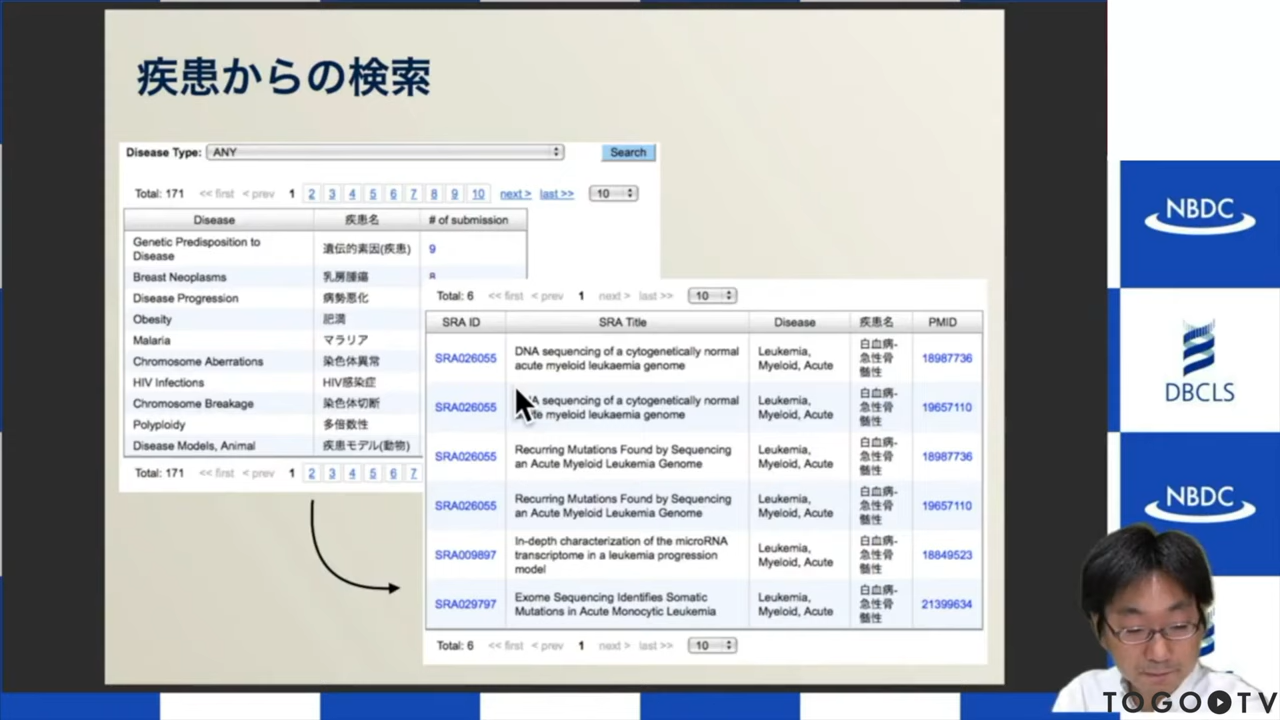 疾患からの検索
Disease Type: ANY Search
Total: 171 << first < prev 1 2 3 4 5 6 7 8 9 10 next > last >> 10
Disease 疾患名 # of submission
Genetic Predisposition to Disease 遺伝的素因(疾患) 9
Breast Neoplasms 乳房腫瘍 8
Disease Progression 病勢悪化
Obesity 肥満
Malaria マラリア
Chromosome Aberrations 染色体異常
HIV Infections HIV感染症
Chromosome Breakage 染色体切断
Polyploidy 多倍数性
Disease Models, Animal 疾患モデル(動物)
Total: 171 << first < prev 1 2 3 4 5 6 7
Total: 6 << first < prev 1 next > last >> 10
SRA ID SRA Title Disease 疾患名 PMID
SRA026055 DNA sequencing of a cytogenetically normal acute myeloid leukaemia genome Leukemia, Myeloid, Acute 白血病-急性骨髄性 18987736
SRA026055 sequencing of a cytogenetically normal myeloid leukaemia genome Leukemia, Myeloid, Acute 白血病-急性骨髄性 19657110
SRA026055 Recurring Mutations Found by Sequencing an Acute Myeloid Leukemia Genome Leukemia, Myeloid, Acute 白血病-急性骨髄性 18987736
SRA026055 Recurring Mutations Found by Sequencing an Acute Myeloid Leukemia Genome Leukemia, Myeloid, Acute 白血病-急性骨髄性 19657110
SRA009897 In-depth characterization of the microRNA transcriptome in a leukemia progression model Leukemia, Myeloid, Acute 白血病-急性骨髄性 18849523
SRA029797 Exome Sequencing Identifies Somatic Mutations in Acute Monocytic Leukemia Leukemia, Myeloid, Acute 白血病-急性骨髄性 21399634
Total: 6 << first < prev 1 next > last >> 10
NBDC
DBCLS
NBDC
TOGO TV